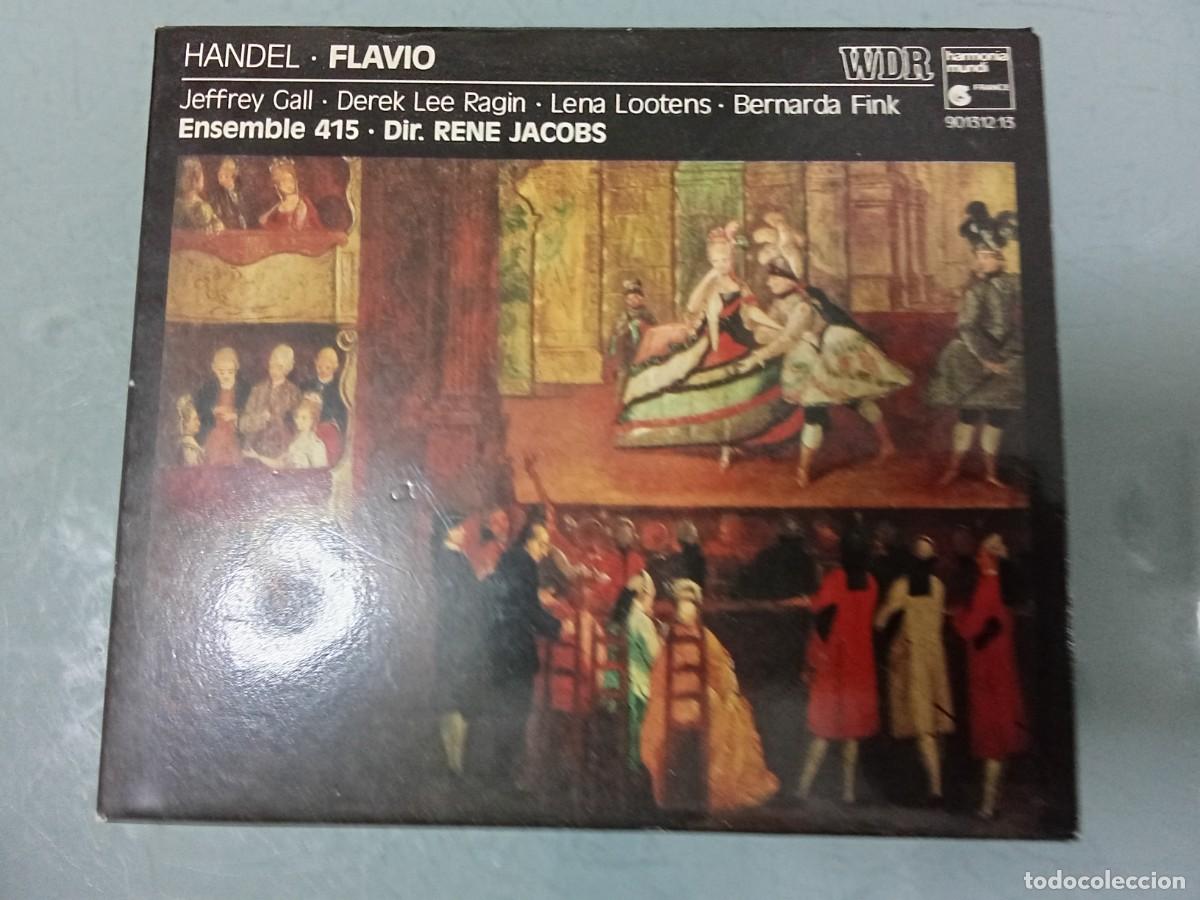 HANDEL · FLAVIO
WDR
harmonia
mundi
FRANCE
Jeffrey Gall · Derek Lee Ragin · Lena Lootens · Bernarda Fink
901312.13
Ensemble 415 · Dir. RENE JACOBS
todocoleccion